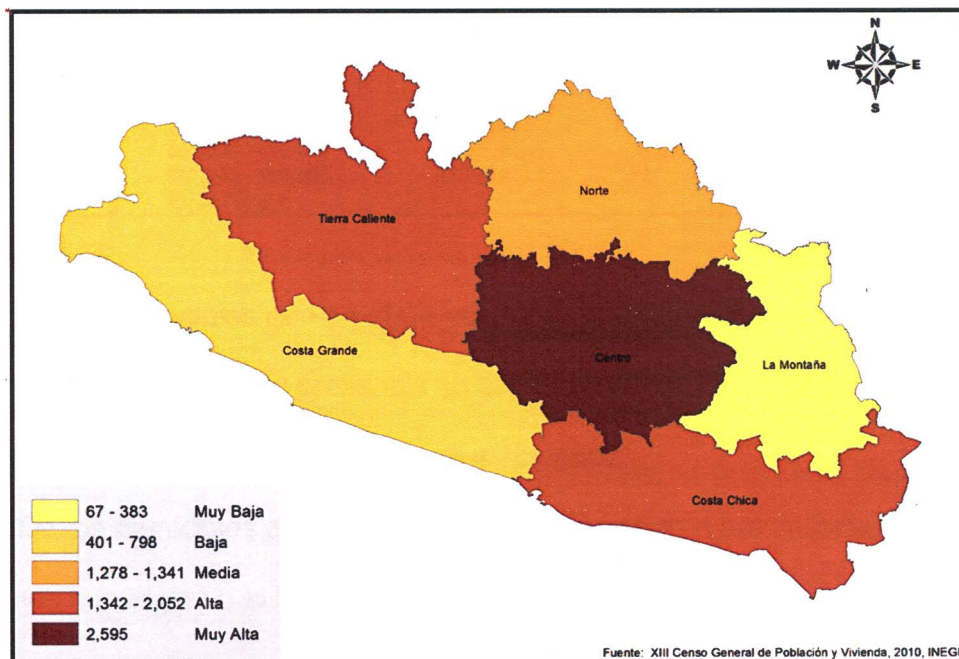 N
W E
S
Norte
Tierra Caliente
Costa Grande
Centro
La Montaña
Costa Chica
67 - 383 Muy Baja
401 - 798 Baja
1,278 - 1,341 Media
1,342 - 2,052 Alta
2,595 Muy Alta
Fuente: XIII Censo General de Población y Vivienda, 2010, INEGI